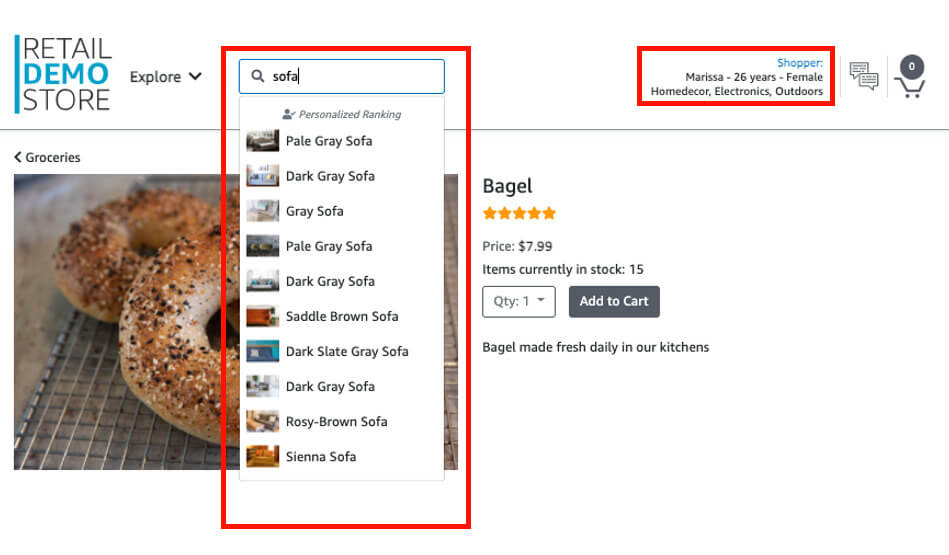 RETAIL
DEMO
STORE
Explore
sofa
Shopper:
Marissa - 26 years - Female
Homedecor, Electronics, Outdoors
0
Personalized Ranking
Pale Gray Sofa
Dark Gray Sofa
Gray Sofa
Pale Gray Sofa
Dark Gray Sofa
Saddle Brown Sofa
Dark Slate Gray Sofa
Dark Gray Sofa
Rosy-Brown Sofa
Sienna Sofa
Groceries
Bagel
Price: $7.99
Items currently in stock: 15
Qty: 1
Add to Cart
Bagel made fresh daily in our kitchens